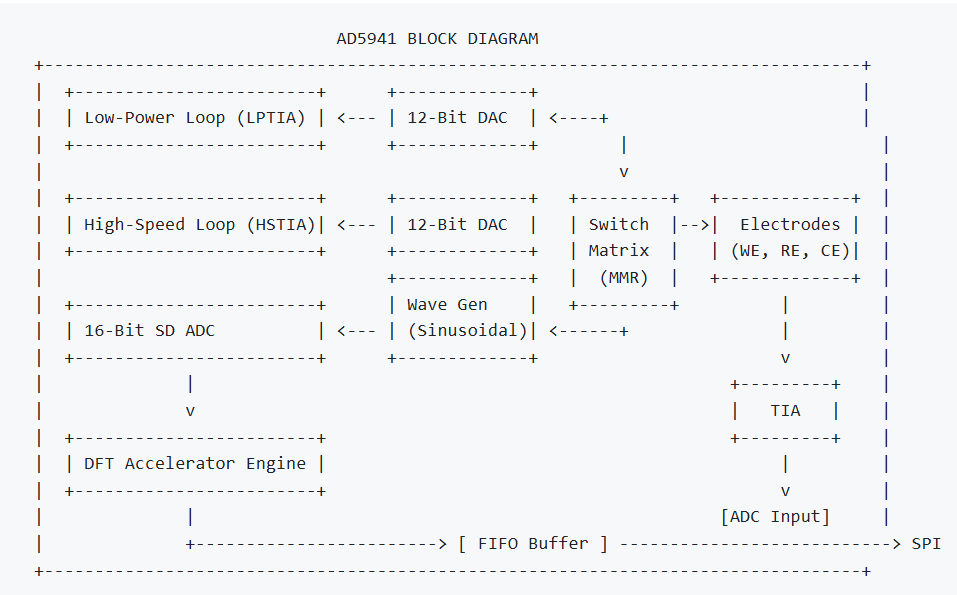 AD5941 BLOCK DIAGRAM
+---------------------------------------------------------------------------------+
|  +------------------------+      +-------------+                                |
|  | Low-Power Loop (LPTIA) | <--- | 12-Bit DAC  | <----+                         |
|  +------------------------+      +-------------+        |                         |
|                                                         v                         |
|  +------------------------+      +-------------+   +---------+   +-------------+  |
|  | High-Speed Loop (HSTIA)| <--- | 12-Bit DAC  |   | Switch  |-->|  Electrodes |  |
|  +------------------------+      +-------------+   | Matrix  |   | (WE, RE, CE)|  |
|                                  +-------------+   |  (MMR)  |   +-------------+  |
|  +------------------------+      | Wave Gen    |   +---------+          |         |
|  | 16-Bit SD ADC          | <--- | (Sinusoidal)| <------+               |         |
|  +------------------------+      +-------------+                        v         |
|              |                                                     +---------+    |
|              v                                                     |   TIA   |    |
|  +------------------------+                                        +---------+    |
|  | DFT Accelerator Engine |                                             |         |
|  +------------------------+                                             v         |
|              |                                                    [ADC Input]     |
|              +------------------------> [ FIFO Buffer ] ---------------------------> SPI
+---------------------------------------------------------------------------------+